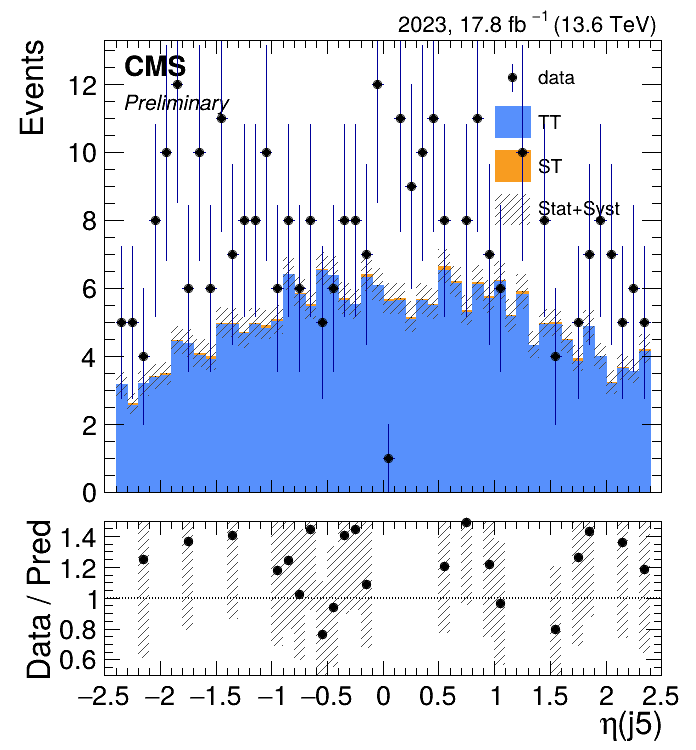 2023, 17.8 fb⁻¹ (13.6 TeV)
Events
CMS
Preliminary
data
TT
ST
Stat+Syst
12
10
8
6
4
2
0
Data / Pred
1.4
1.2
1
0.8
0.6
−2.5 −2 −1.5 −1 −0.5 0 0.5 1 1.5 2 2.5
η(j5)